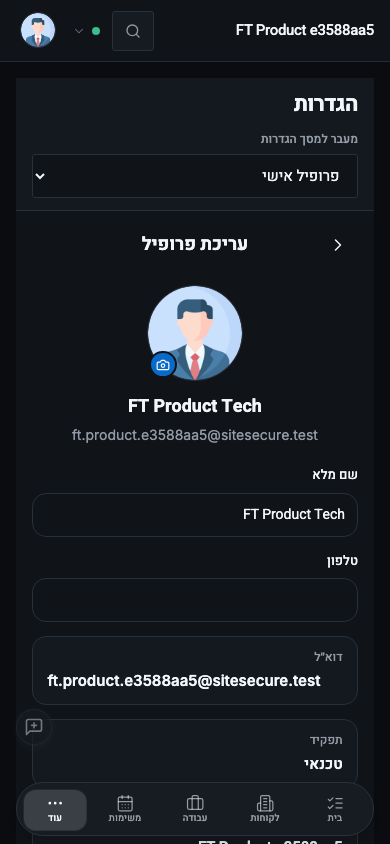 FT Product e3588aa5
הגדרות
מעבר למסך הגדרות
פרופיל אישי
עריכת פרופיל
FT Product Tech
ft.product.e3588aa5@sitesecure.test
שם מלא
FT Product Tech
טלפון
דוא"ל
ft.product.e3588aa5@sitesecure.test
תפקיד
טכנאי
בית
לקוחות
עבודה
משימות
עוד